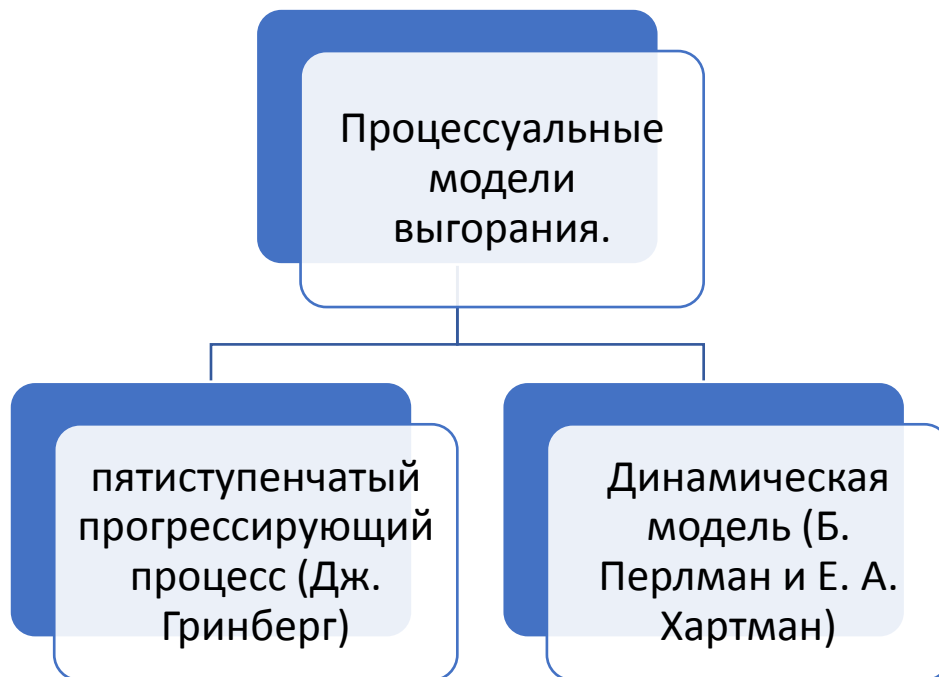 Процессуальные
модели
выгорания.
пятиступенчатый
прогрессирующий
процесс (Дж.
Гринберг)
Динамическая
модель (Б.
Перлман и Е. А.
Хартман)